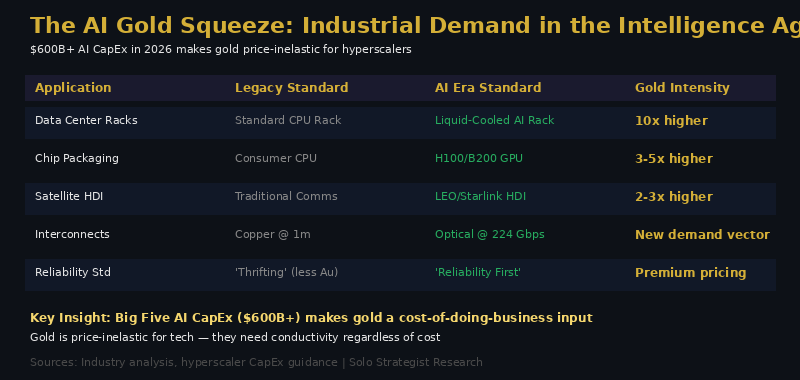 The AI Gold Squeeze: Industrial Demand in the Intelligence Ag
$600B+ AI CapEx in 2026 makes gold price-inelastic for hyperscalers
Application Legacy Standard AI Era Standard Gold Intensity
Data Center Racks Standard CPU Rack Liquid-Cooled AI Rack 10x higher
Chip Packaging Consumer CPU H100/B200 GPU 3-5x higher
Satellite HDI Traditional Comms LEO/Starlink HDI 2-3x higher
Interconnects Copper @ 1m Optical @ 224 Gbps New demand vector
Reliability Std 'Thrifting' (less Au) 'Reliability First' Premium pricing
Key Insight: Big Five AI CapEx ($600B+) makes gold a cost-of-doing-business input
Gold is price-inelastic for tech — they need conductivity regardless of cost
Sources: Industry analysis, hyperscaler CapEx guidance | Solo Strategist Research